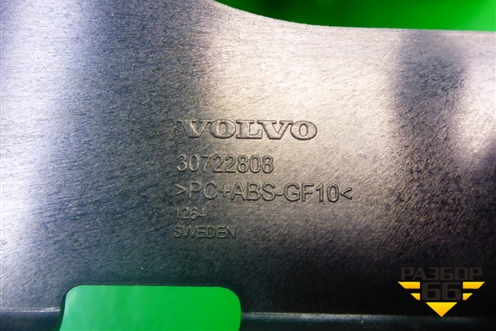 VOLVO
30722808
>PC+ABS-GF10<
1264
SWEDEN
РАЗБОР
66